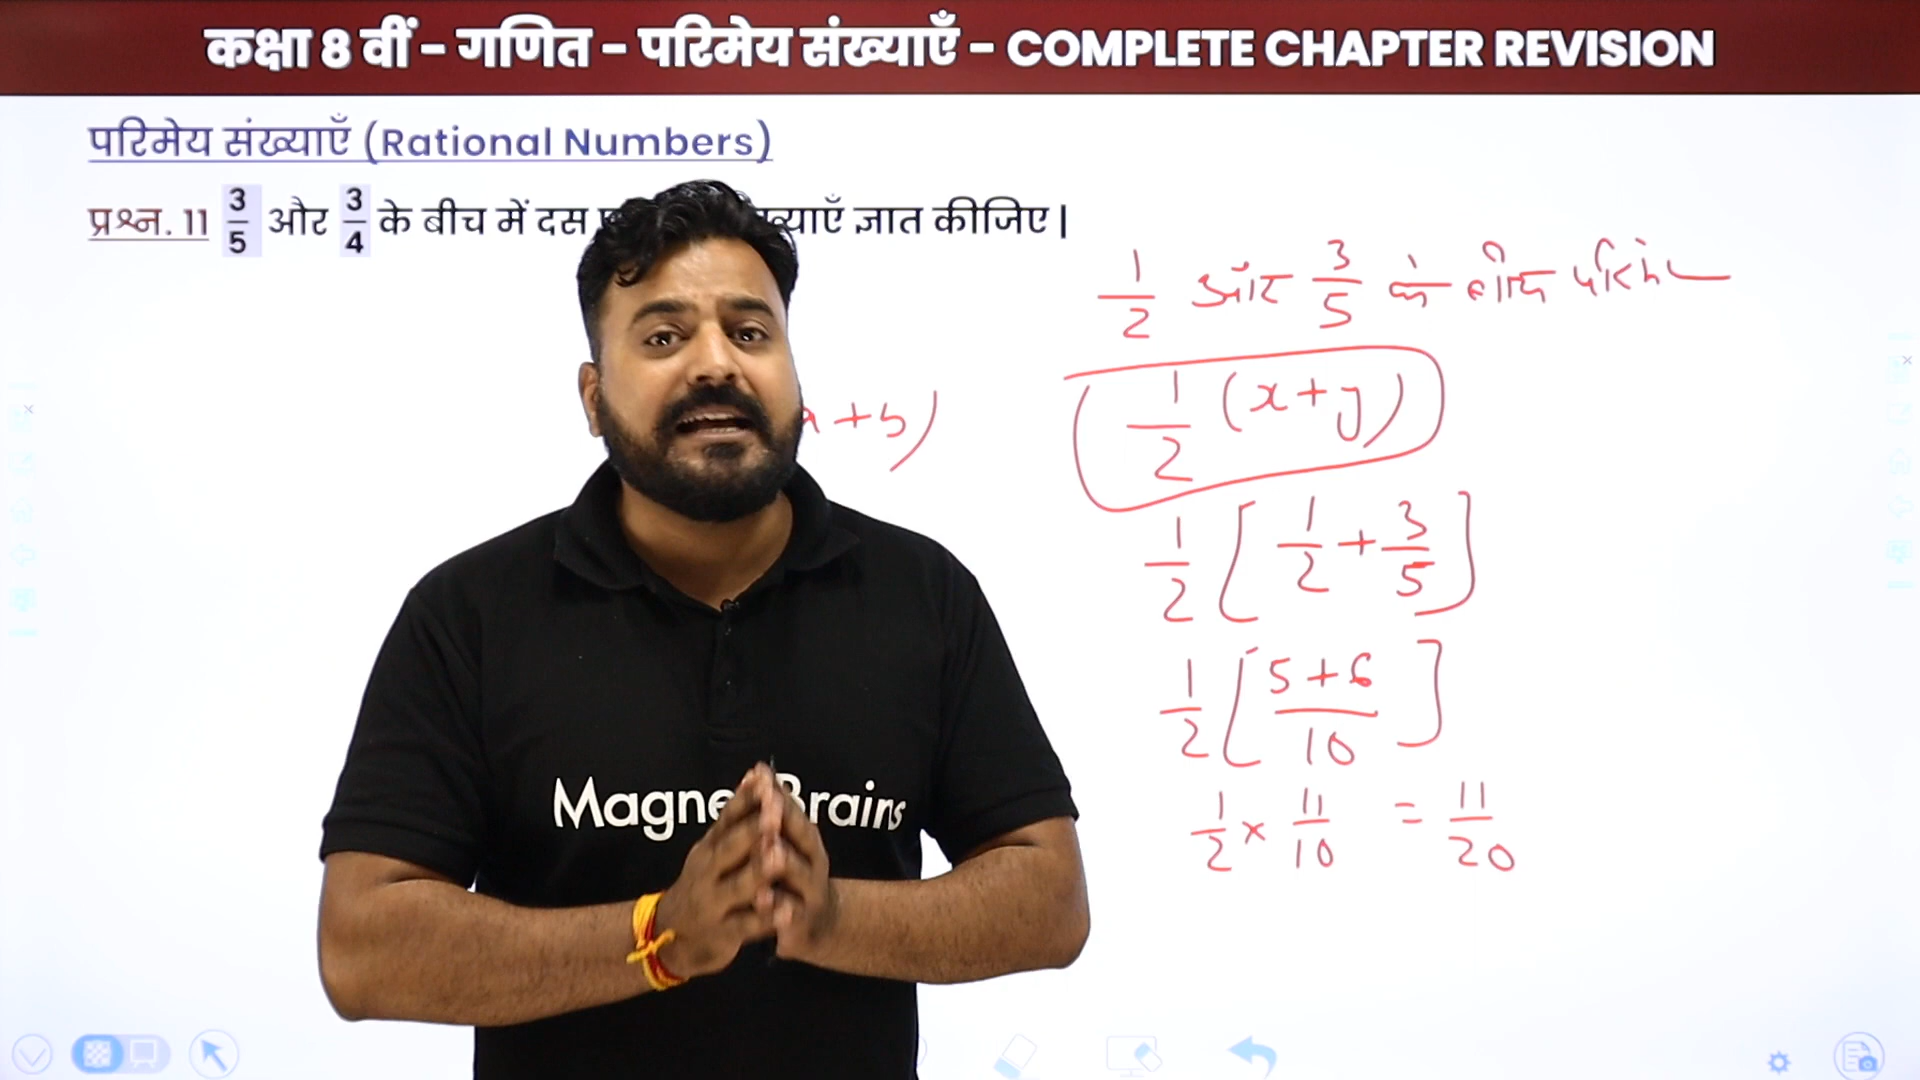 कक्षा 8 वीं - गणित - परिमेय संख्याएँ - COMPLETE CHAPTER REVISION
परिमेय संख्याएँ (Rational Numbers)
प्रश्न. 11 3/5 और 3/4 के बीच में दस ज्ञात कीजिए |
1/2 और 3/5 के बीच परिमेय
+ b)
1/2 (x+y)
1/2 [1/2 + 3/5]
1/2 [5+6/10]
1/2 × 11/10 = 11/20
Magnet Brains